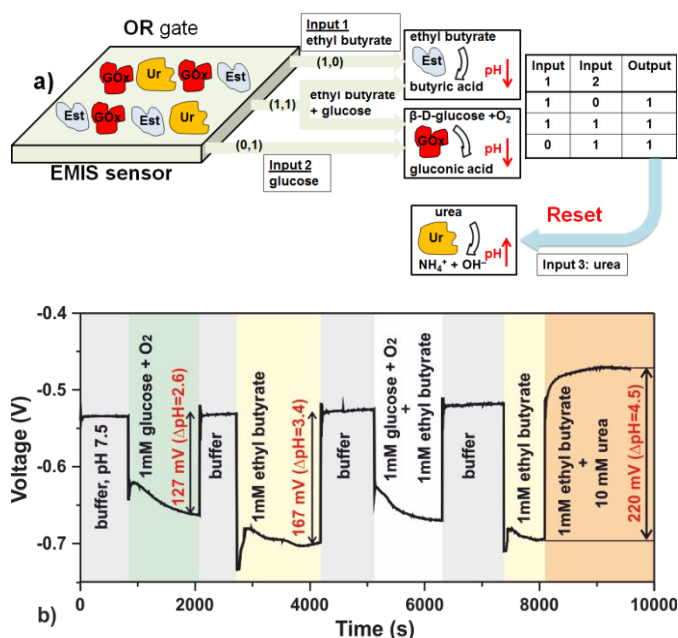 OR gate
a)
GOx
Ur
GOx
Est
Est
GOx
Est
Ur
EMIS sensor
Input 1
ethyl butyrate
(1,0)
(1,1)
ethyl butyrate
+ glucose
(0,1)
Input 2
glucose
ethyl butyrate
Est
pH
butyric acid
β-D-glucose +O₂
GOx
pH
gluconic acid
Input 1 Input 2 Output
1 0 1
1 1 1
0 1 1
Reset
Input 3: urea
urea
Ur
pH
NH₄⁺ + OH⁻
b)
Voltage (V)
-0.4
-0.5
-0.6
-0.7
buffer, pH 7.5
1mM glucose + O₂
127 mV (ΔpH=2.6)
buffer
1mM ethyl butyrate
167 mV (ΔpH=3.4)
buffer
1mM glucose + O₂
+
1mM ethyl butyrate
buffer
1mM ethyl butyrate
1mM ethyl butyrate
+
10 mM urea
220 mV (ΔpH=4.5)
0 2000 4000 6000 8000 10000
Time (s)